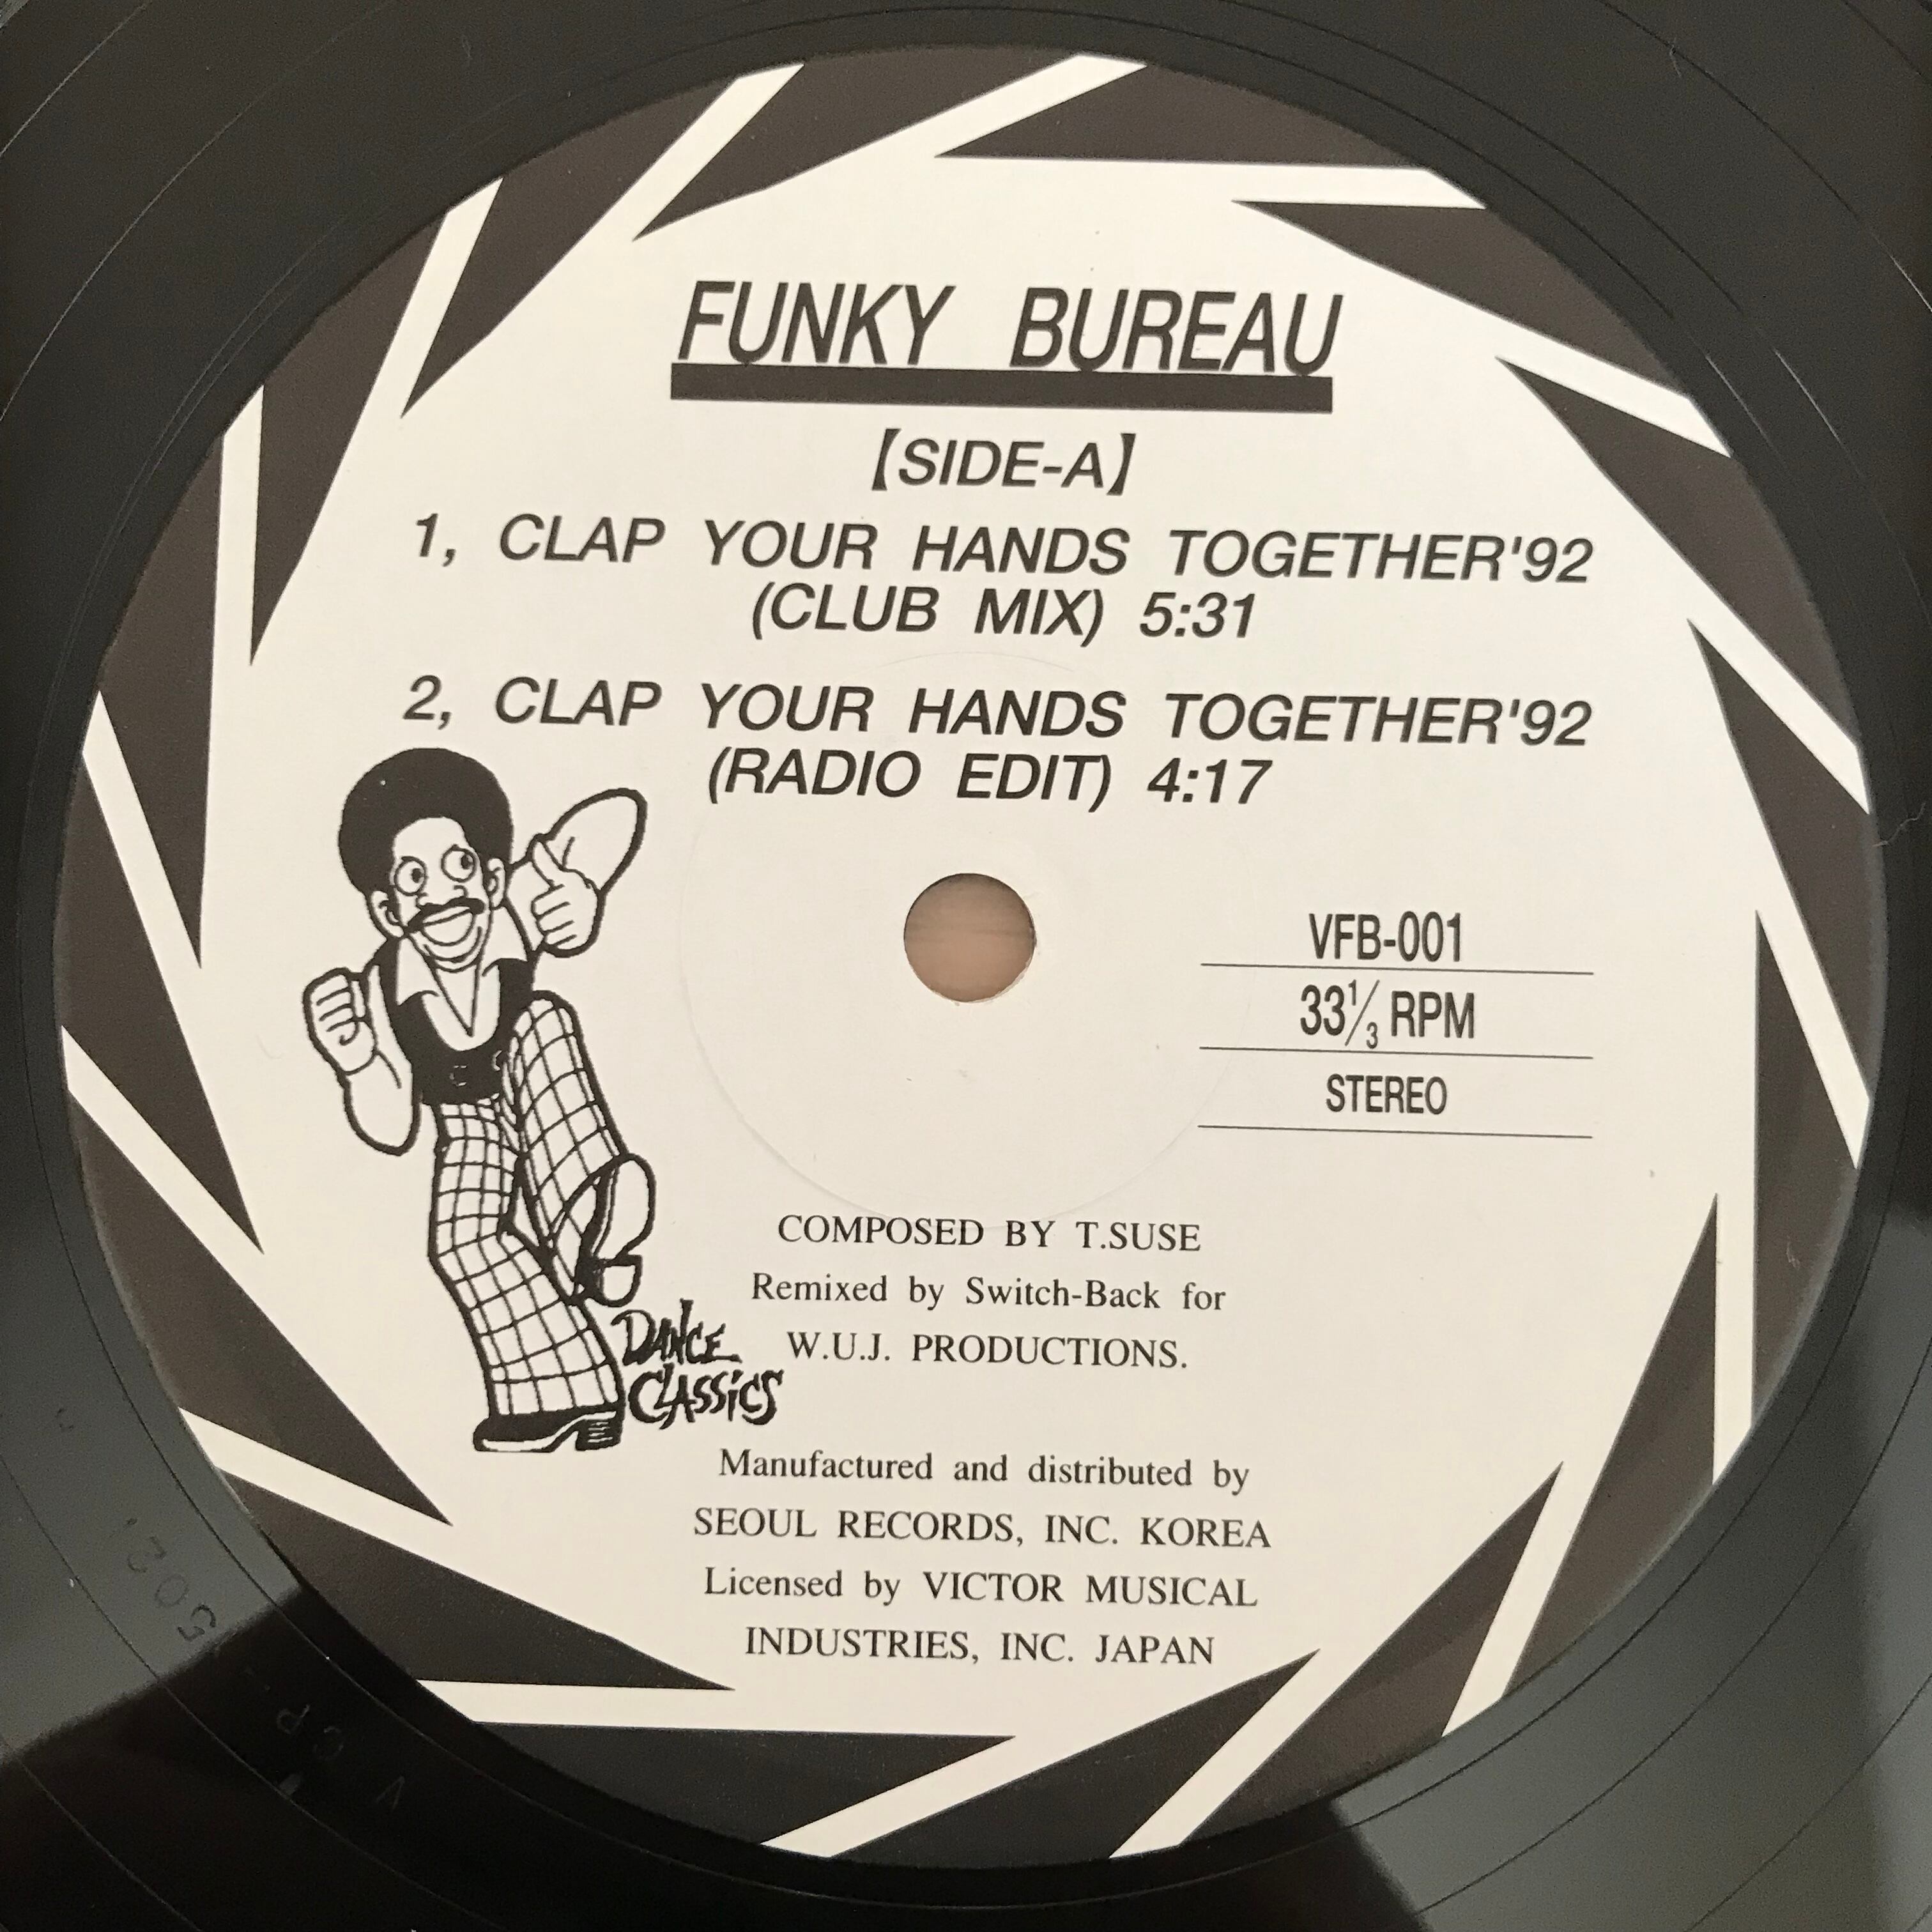 FUNKY BUREAU
【SIDE-A】
1, CLAP YOUR HANDS TOGETHER'92
(CLUB MIX) 5:31
2, CLAP YOUR HANDS TOGETHER'92
(RADIO EDIT) 4:17
VFB-001
33 1/3 RPM
STEREO
COMPOSED BY T.SUSE
Remixed by Switch-Back for
W.U.J. PRODUCTIONS.
DANCE
CLASSiCS
Manufactured and distributed by
SEOUL RECORDS, INC. KOREA
Licensed by VICTOR MUSICAL
INDUSTRIES, INC. JAPAN